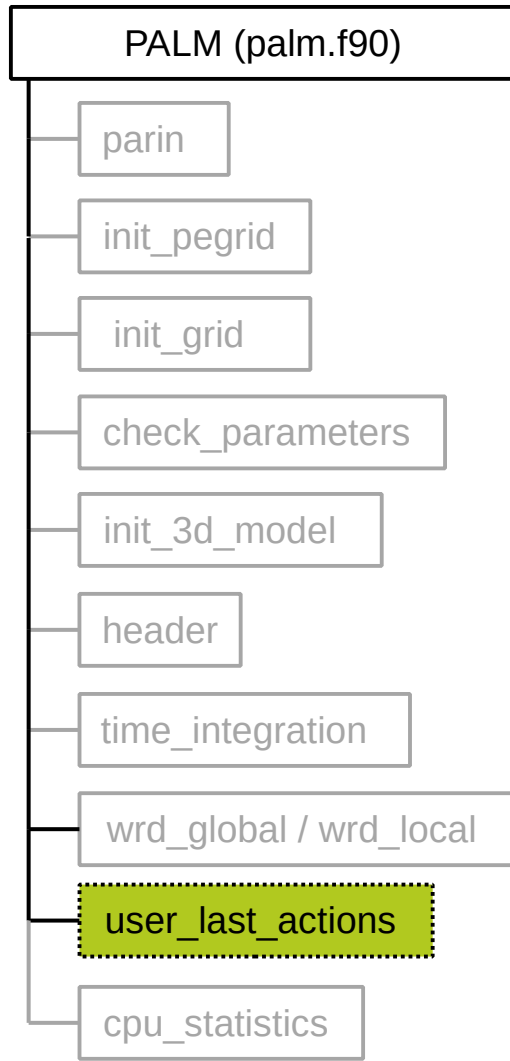 PALM (palm.f90)
parin
init_pegrid
init_grid
check_parameters
init_3d_model
header
time_integration
wrd_global / wrd_local
user_last_actions
cpu_statistics